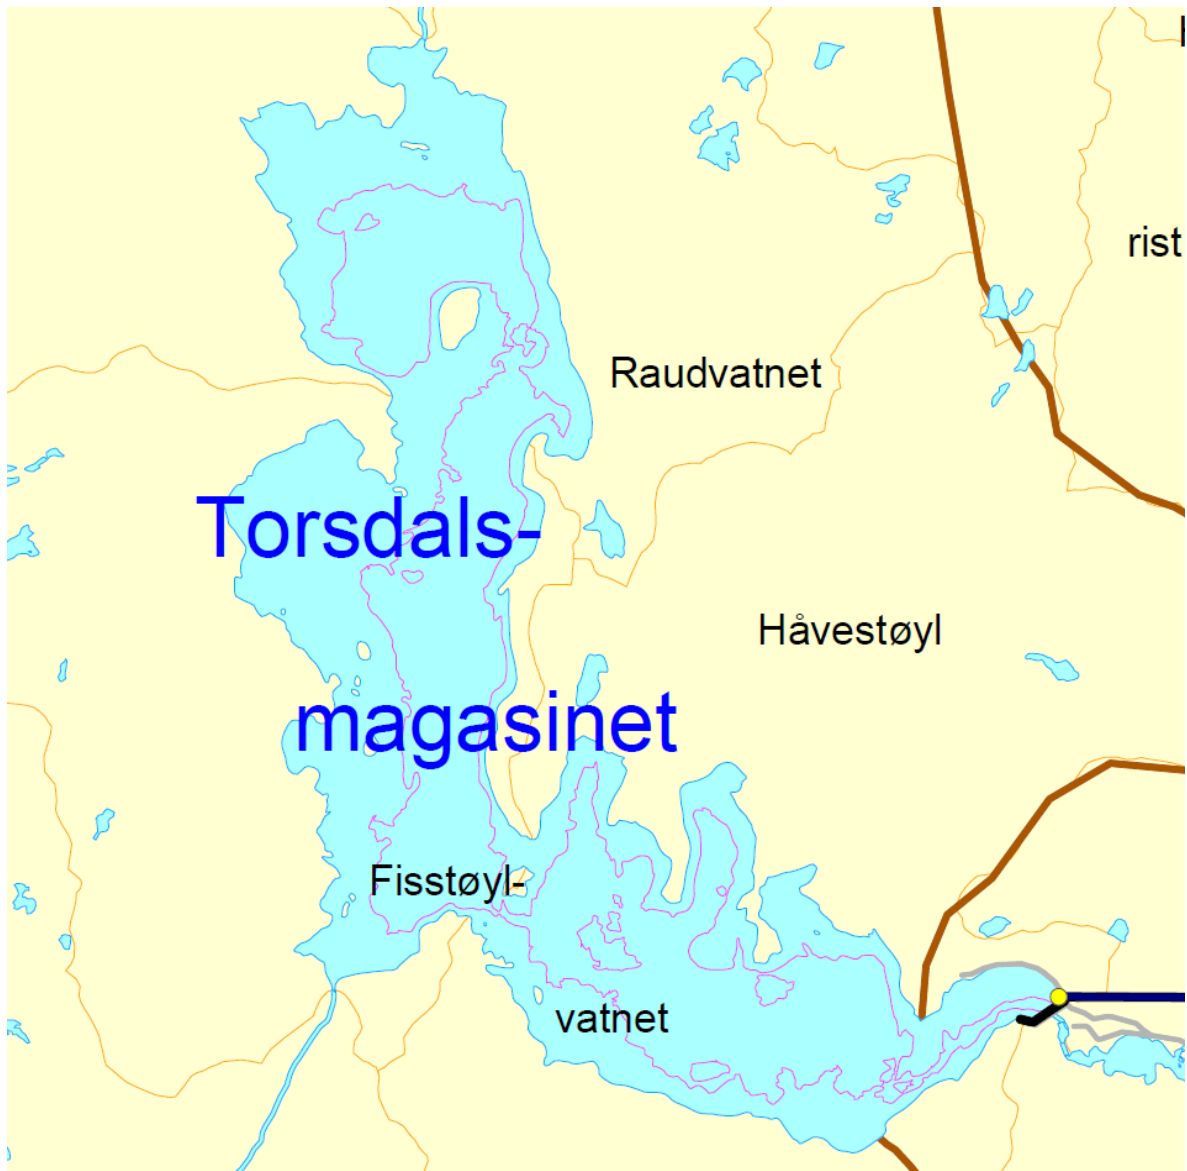 rist
Raudvatnet
Torsdals-
Håvestøyl
magasinet
Fisstøyl-
vatnet